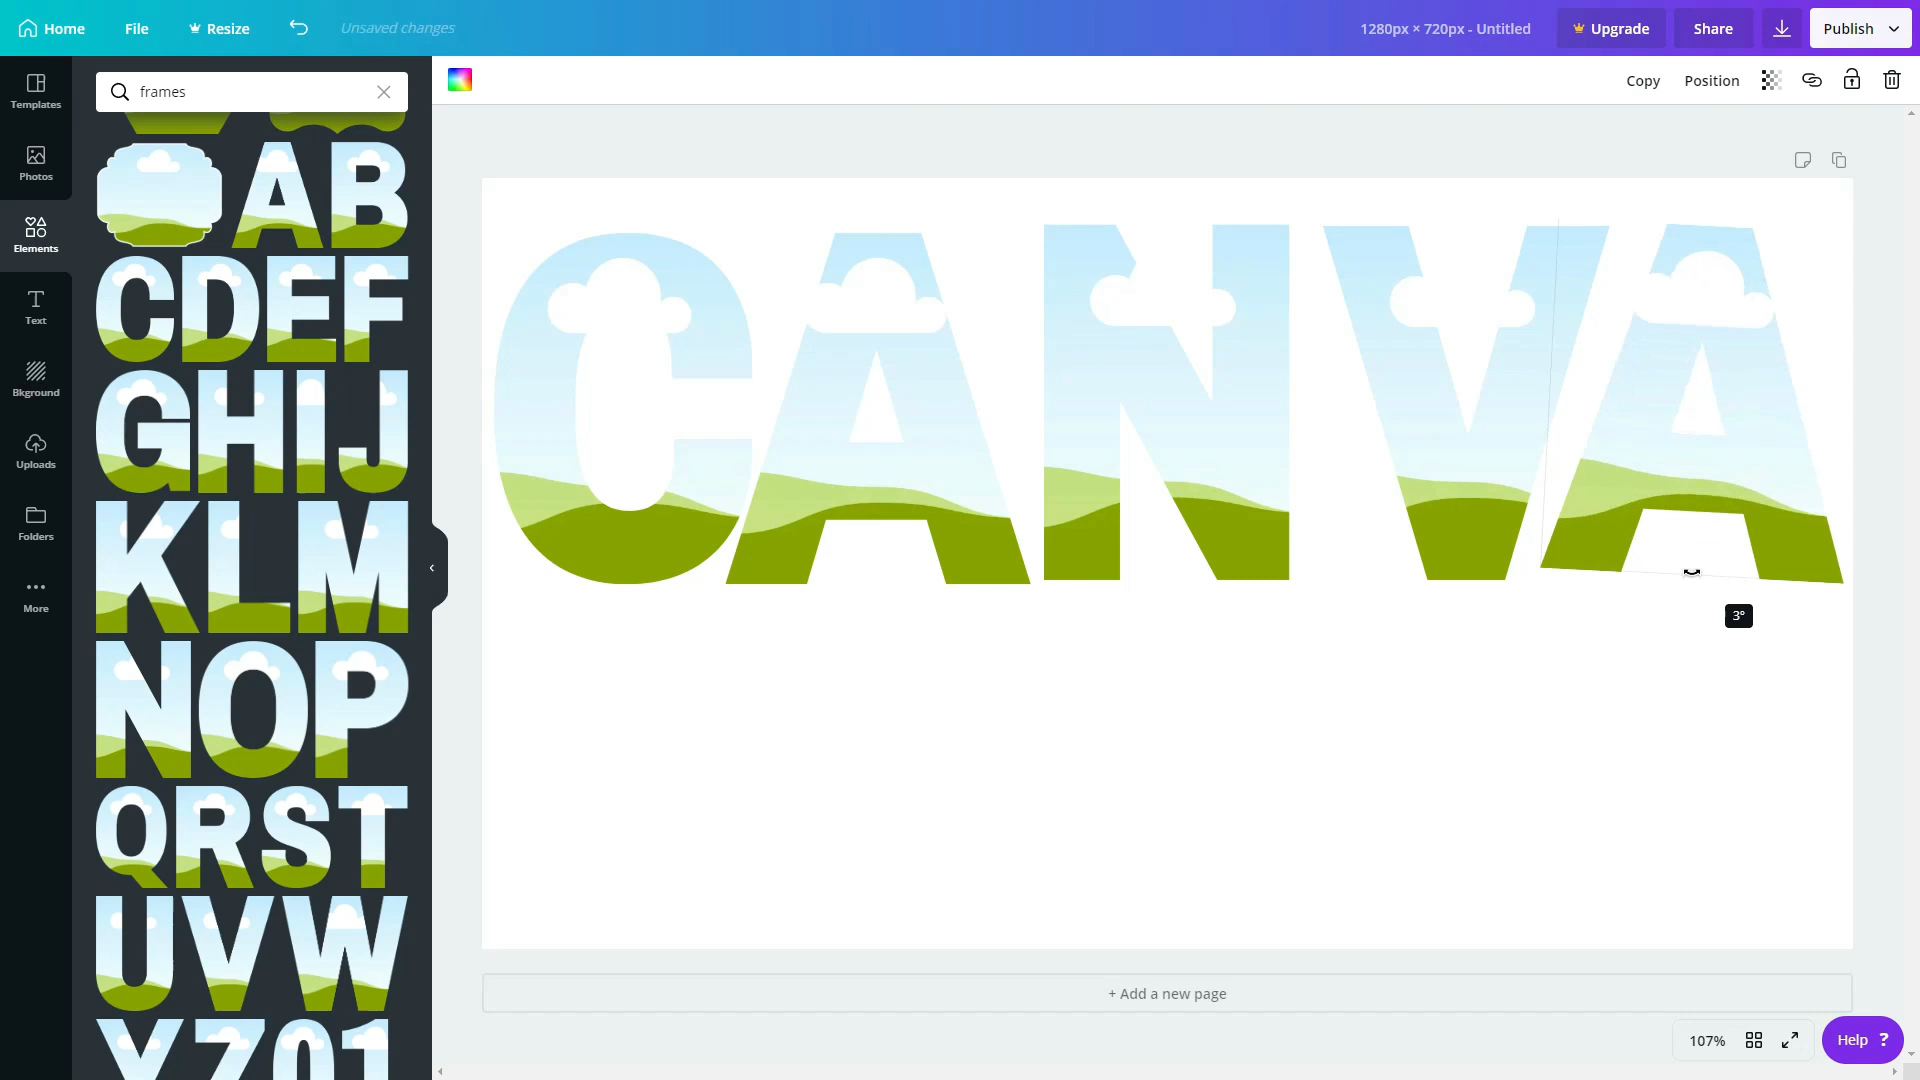 Home File Resize Unsaved changes 1280px × 720px - Untitled Upgrade Share Publish
frames Copy Position
Templates
Photos
Elements
Text
Bkground
Uploads
Folders
More
AB
CDEF
GHIJ
KLM
NOP
QRST
UVW
YZ01
CANVA
3°
+ Add a new page
107% Help ?